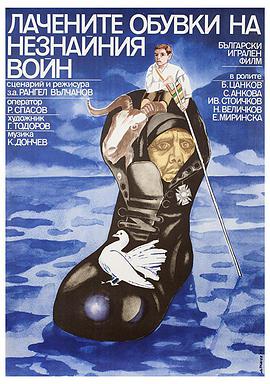 ЛАЧЕНИТЕ ОБУВКИ НА
НЕЗНАЙНИЯ
ВОИН
сценарий и режисура
з.а. РАНГЕЛ ВЪЛЧАНОВ
оператор
Р. СПАСОВ
художник
Г. ТОДОРОВ
музика
К. ДОНЧЕВ
БЪЛГАРСКИ
ИГРАЛЕН
ФИЛМ
в ролите
Б. ЦАНКОВ
С. АНКОВА
ИВ. СТОИЧКОВ
Н. ВЕЛИЧКОВ
Е. МИРИНСКА